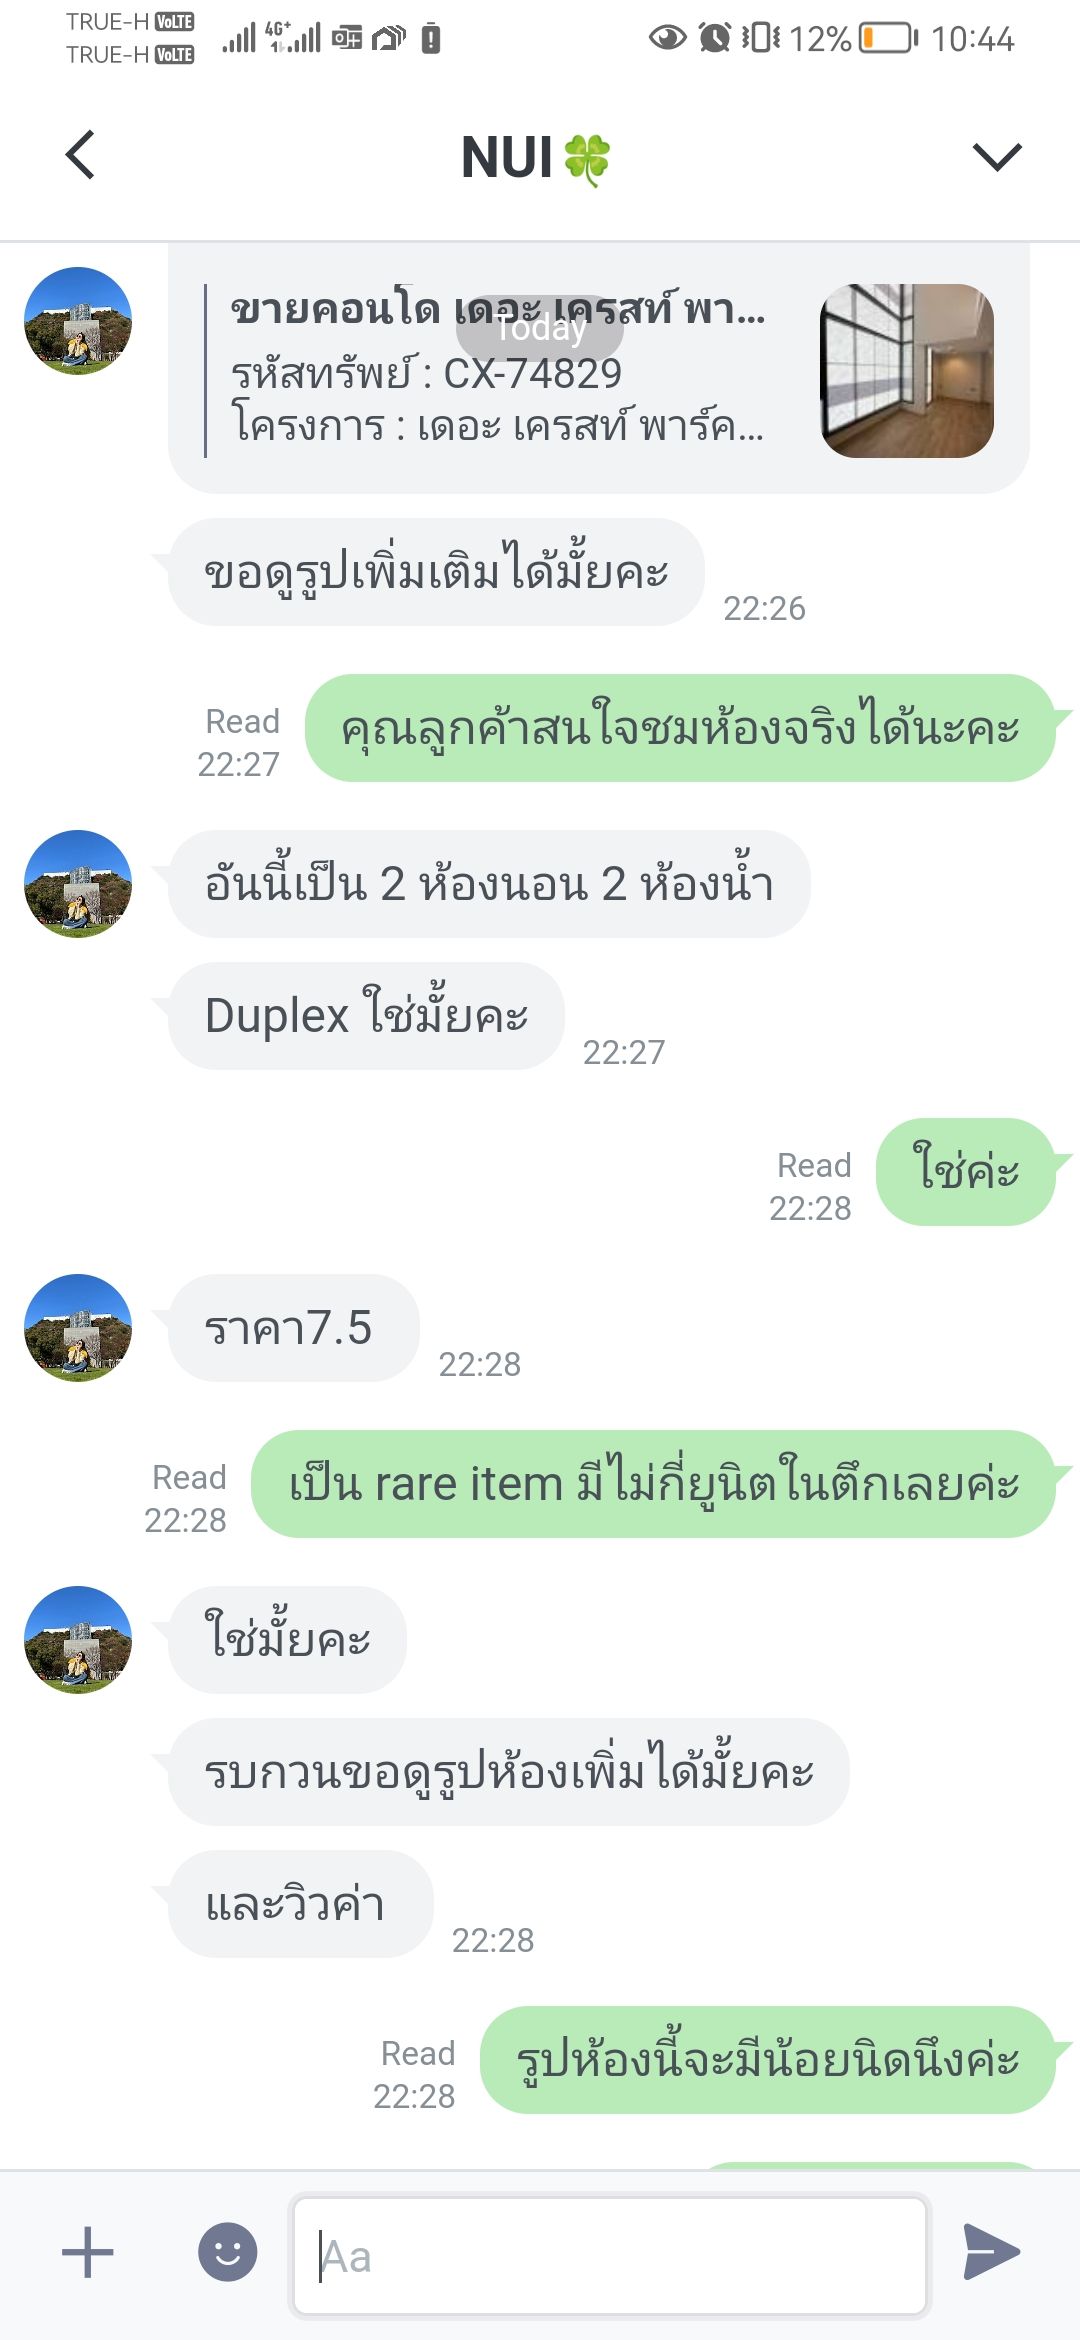 TRUE-H VoLTE
TRUE-H VoLTE
4G+
12%
10:44
NUI🍀
ขายคอนโด เดอะ เครสท์ พา...
Today
รหัสทรัพย์ : CX-74829
โครงการ : เดอะ เครสท์ พาร์ค...
ขอดูรูปเพิ่มเติมได้มั้ยคะ
22:26
คุณลูกค้าสนใจชมห้องจริงได้นะคะ
Read
22:27
อันนี้เป็น 2 ห้องนอน 2 ห้องน้ำ
Duplex ใช่มั้ยคะ
22:27
ใช่ค่ะ
Read
22:28
ราคา7.5
22:28
เป็น rare item มีไม่กี่ยูนิตในตึกเลยค่ะ
Read
22:28
ใช่มั้ยคะ
รบกวนขอดูรูปห้องเพิ่มได้มั้ยคะ
และวิวค่า
22:28
รูปห้องนี้จะมีน้อยนิดนึงค่ะ
Read
22:28
Aa